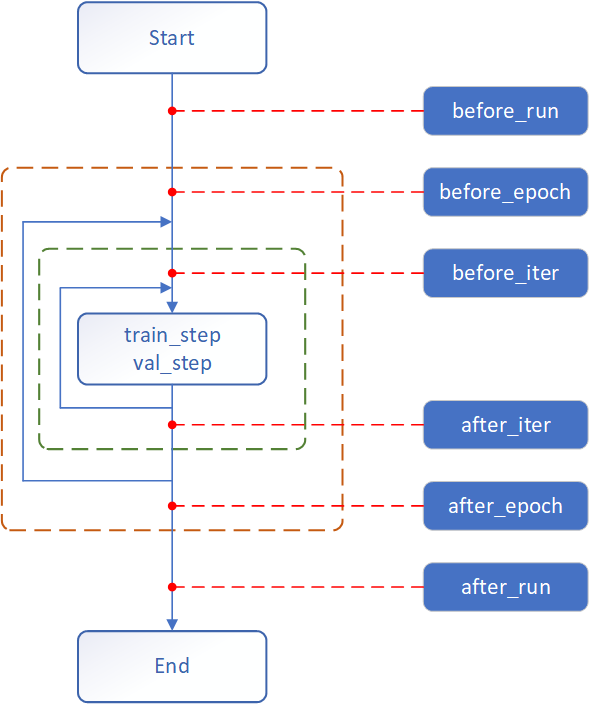 Start
before_run
before_epoch
before_iter
train_step
val_step
after_iter
after_epoch
after_run
End